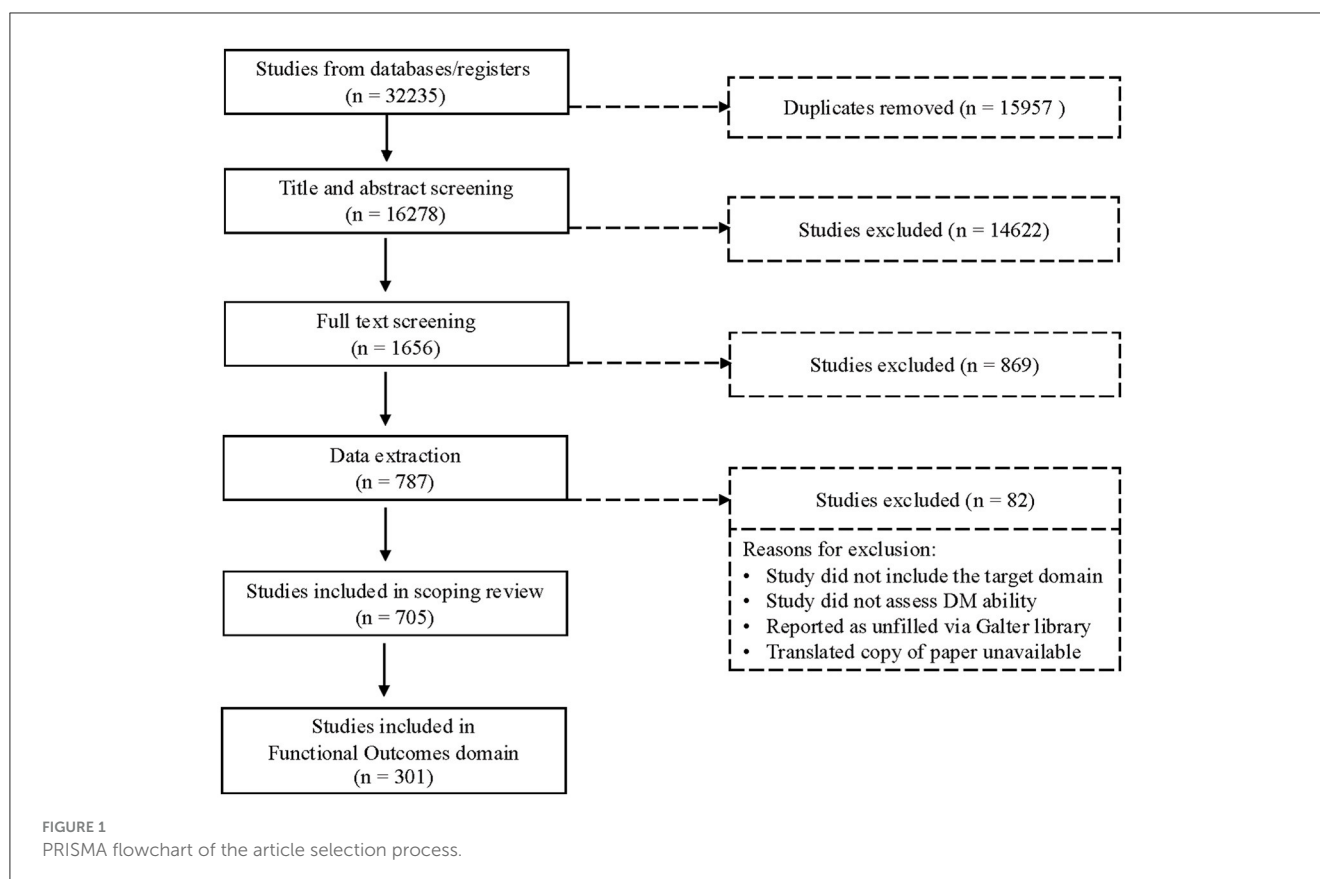 Studies from databases/registers
(n = 32235)
Duplicates removed (n = 15957 )
Title and abstract screening
(n = 16278)
Studies excluded (n = 14622)
Full text screening
(n = 1656)
Studies excluded (n = 869)
Data extraction
(n = 787)
Studies excluded (n = 82)
Reasons for exclusion:
• Study did not include the target domain
• Study did not assess DM ability
• Reported as unfilled via Galter library
• Translated copy of paper unavailable
Studies included in scoping review
(n = 705)
Studies included in
Functional Outcomes domain
(n = 301)
FIGURE 1
PRISMA flowchart of the article selection process.